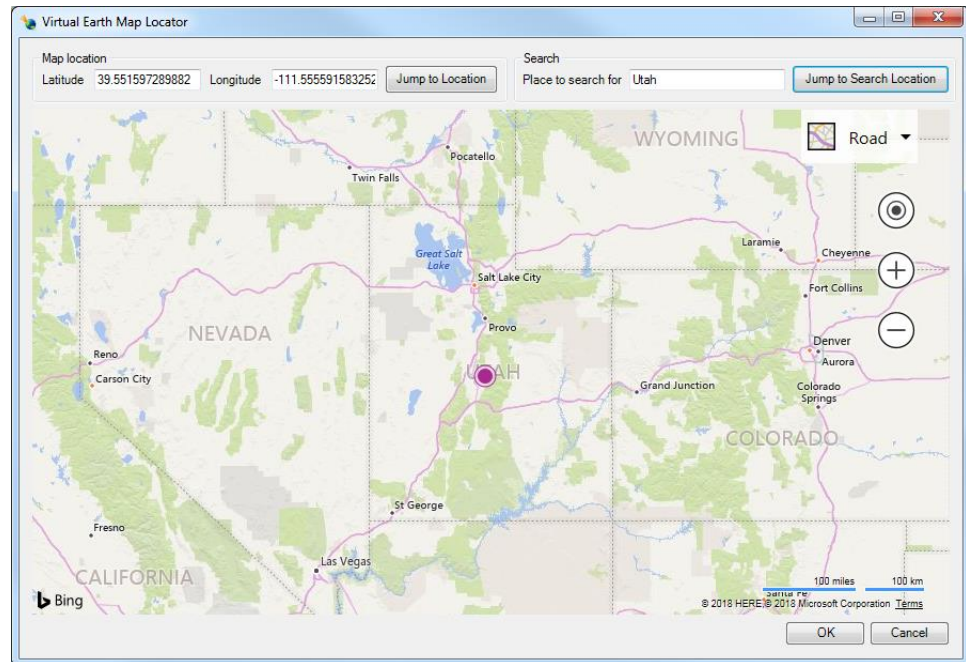 Virtual Earth Map Locator
Map location
Search
Latitude 39.551597289882 Longitude -111.555591583252 Jump to Location
Place to search for Utah Jump to Search Location
WYOMING
Road
Pocatello
Twin Falls
Great Salt
Lake
Laramie
Cheyenne
Salt Lake City
Fort Collins
NEVADA
Provo
Denver
Reno
Aurora
UTAH
Carson City
Grand Junction
Colorado
Springs
COLORADO
St George
Fresno
Las Vegas
CALIFORNIA
100 miles 100 km
Santa Fe
Bing
© 2018 HERE,© 2018 Microsoft Corporation Terms
OK Cancel